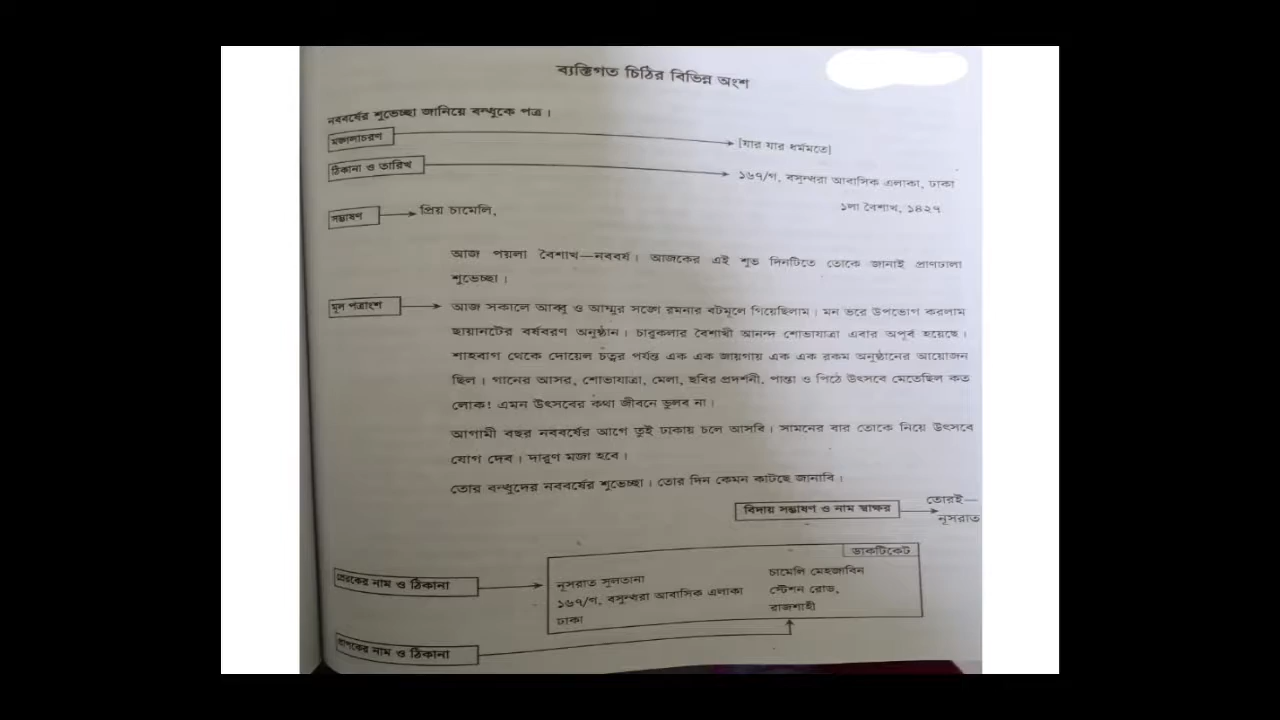 ব্যক্তিগত চিঠির বিভিন্ন অংশ
নববর্ষের শুভেচ্ছা জানিয়ে বন্ধুকে পত্র।
মঙ্গলাচরণ
[যার যার ধর্মমতে]
ঠিকানা ও তারিখ
১৬৭/গ, বসুন্ধরা আবাসিক এলাকা, ঢাকা
১লা বৈশাখ, ১৪২৭
সম্ভাষণ
প্রিয় চামেলি,
আজ পয়লা বৈশাখ—নববর্ষ। আজকের এই শুভ দিনটিতে তোকে জানাই প্রাণঢালা
শুভেচ্ছা।
মূল পত্রাংশ
আজ সকালে আব্বু ও আম্মুর সঙ্গে রমনার বটমূলে গিয়েছিলাম। মন ভরে উপভোগ করলাম
ছায়ানটের বর্ষবরণ অনুষ্ঠান। চারুকলার বৈশাখী আনন্দ শোভাযাত্রা এবার অপূর্ব হয়েছে।
শাহবাগ থেকে দোয়েল চত্বর পর্যন্ত এক এক জায়গায় এক এক রকম অনুষ্ঠানের আয়োজন
ছিল। গানের আসর, শোভাযাত্রা, মেলা, ছবির প্রদর্শনী, পান্তা ও পিঠে উৎসবে মেতেছিল কত
লোক! এমন উৎসবের কথা জীবনে ভুলব না।
আগামী বছর নববর্ষের আগে তুই ঢাকায় চলে আসবি। সামনের বার তোকে নিয়ে উৎসবে
যোগ দেব। দারুণ মজা হবে।
তোর বন্ধুদের নববর্ষের শুভেচ্ছা। তোর দিন কেমন কাটছে জানাবি।
বিদায় সম্ভাষণ ও নাম স্বাক্ষর
তোরই—
নূসরাত
ডাকটিকেট
প্রেরকের নাম ও ঠিকানা
নূসরাত সুলতানা
১৬৭/গ, বসুন্ধরা আবাসিক এলাকা
ঢাকা
চামেলি মেহজাবিন
স্টেশন রোড,
রাজশাহী
প্রাপকের নাম ও ঠিকানা